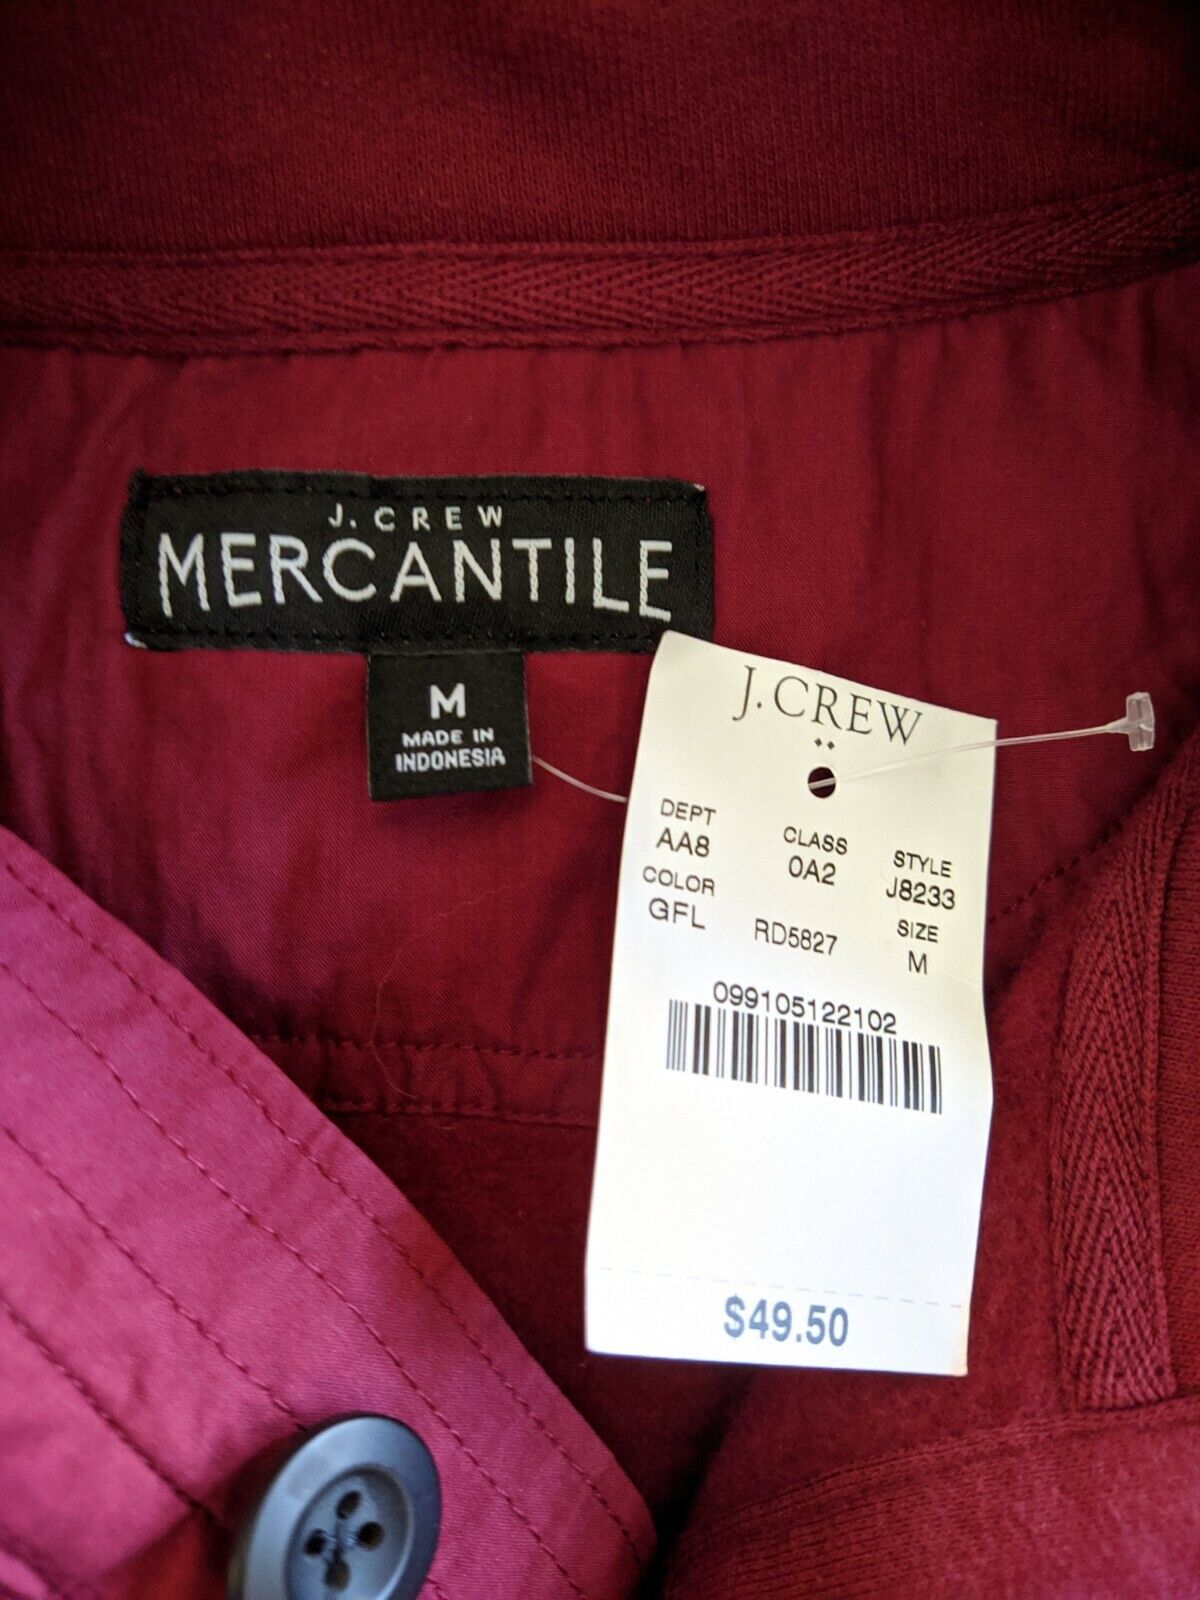 J. CREW
MERCANTILE
M
MADE IN
INDONESIA
J.CREW
DEPT CLASS STYLE
AA8 0A2 J8233
COLOR SIZE
GFL RD5827 M
099105122102
$49.50